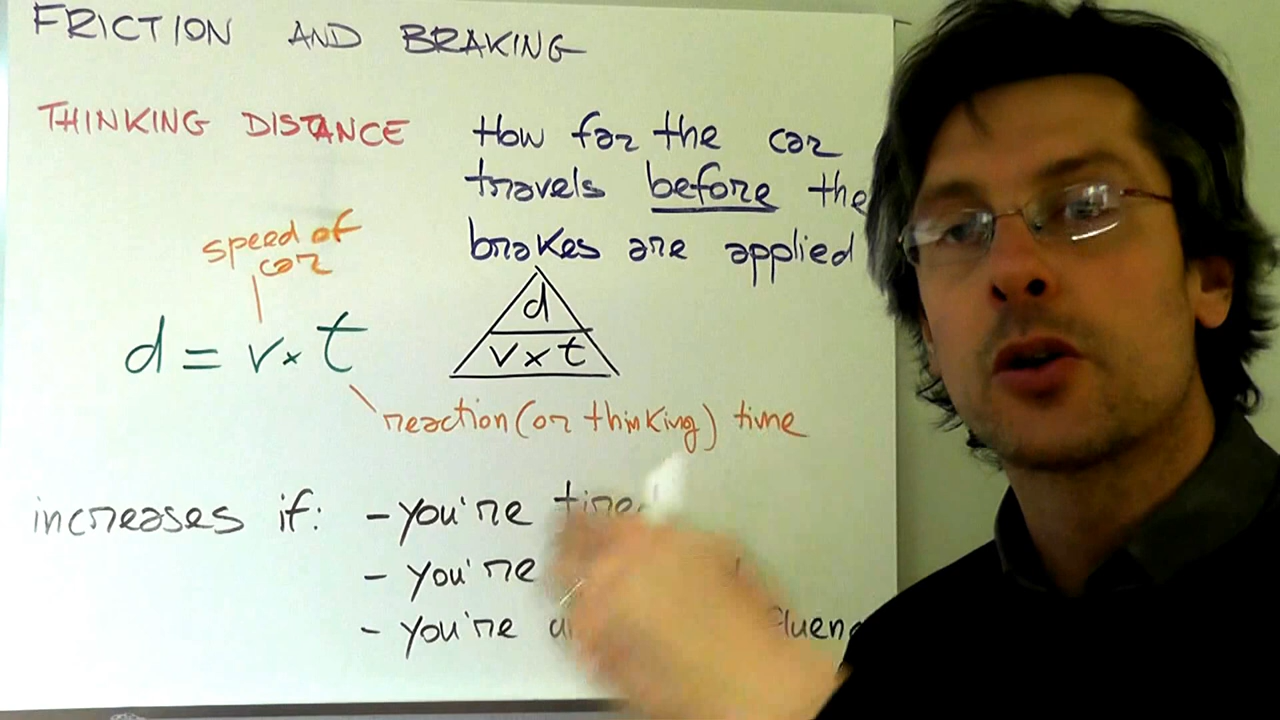 FRICTION AND BRAKING
THINKING DISTANCE
How far the car
travels before the
brakes are applied
speed of
car
d = v × t
d
v × t
reaction (or thinking) time
increases if: - you're
- you're
- you're